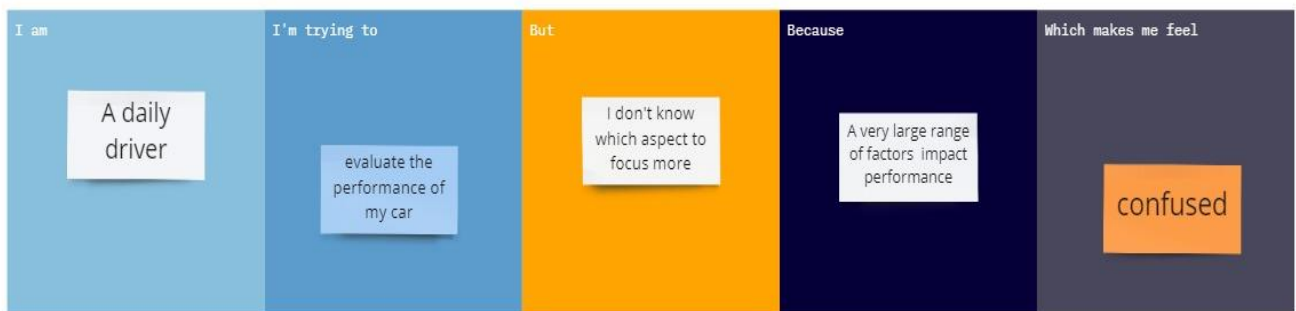 I am
A daily
driver
I'm trying to
evaluate the
performance of
my car
But
I don't know
which aspect to
focus more
Because
A very large range
of factors impact
performance
Which makes me feel
confused